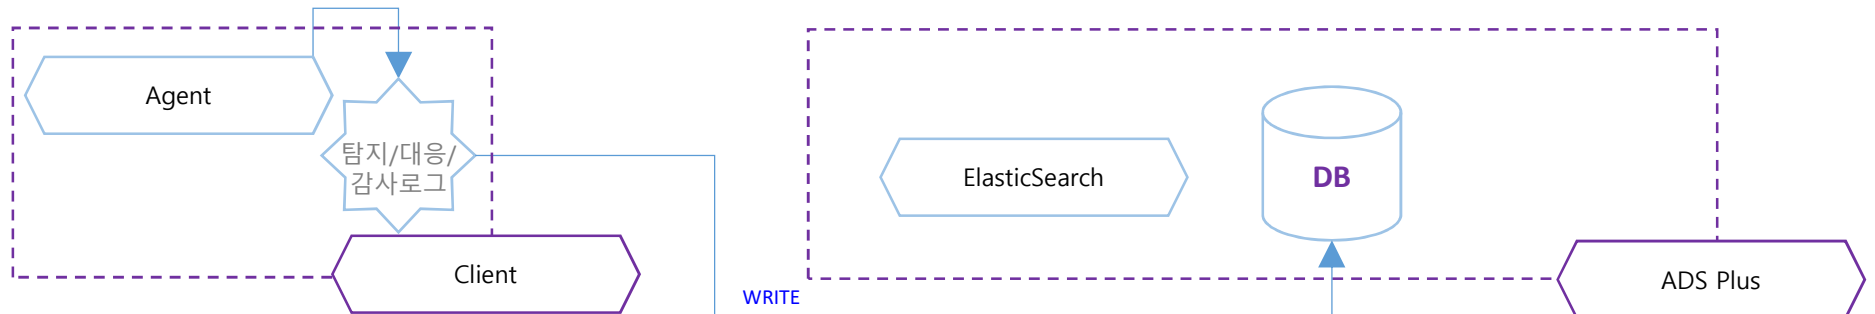 Agent
탐지/대응/
감사로그
Client
WRITE
ElasticSearch
DB
ADS Plus